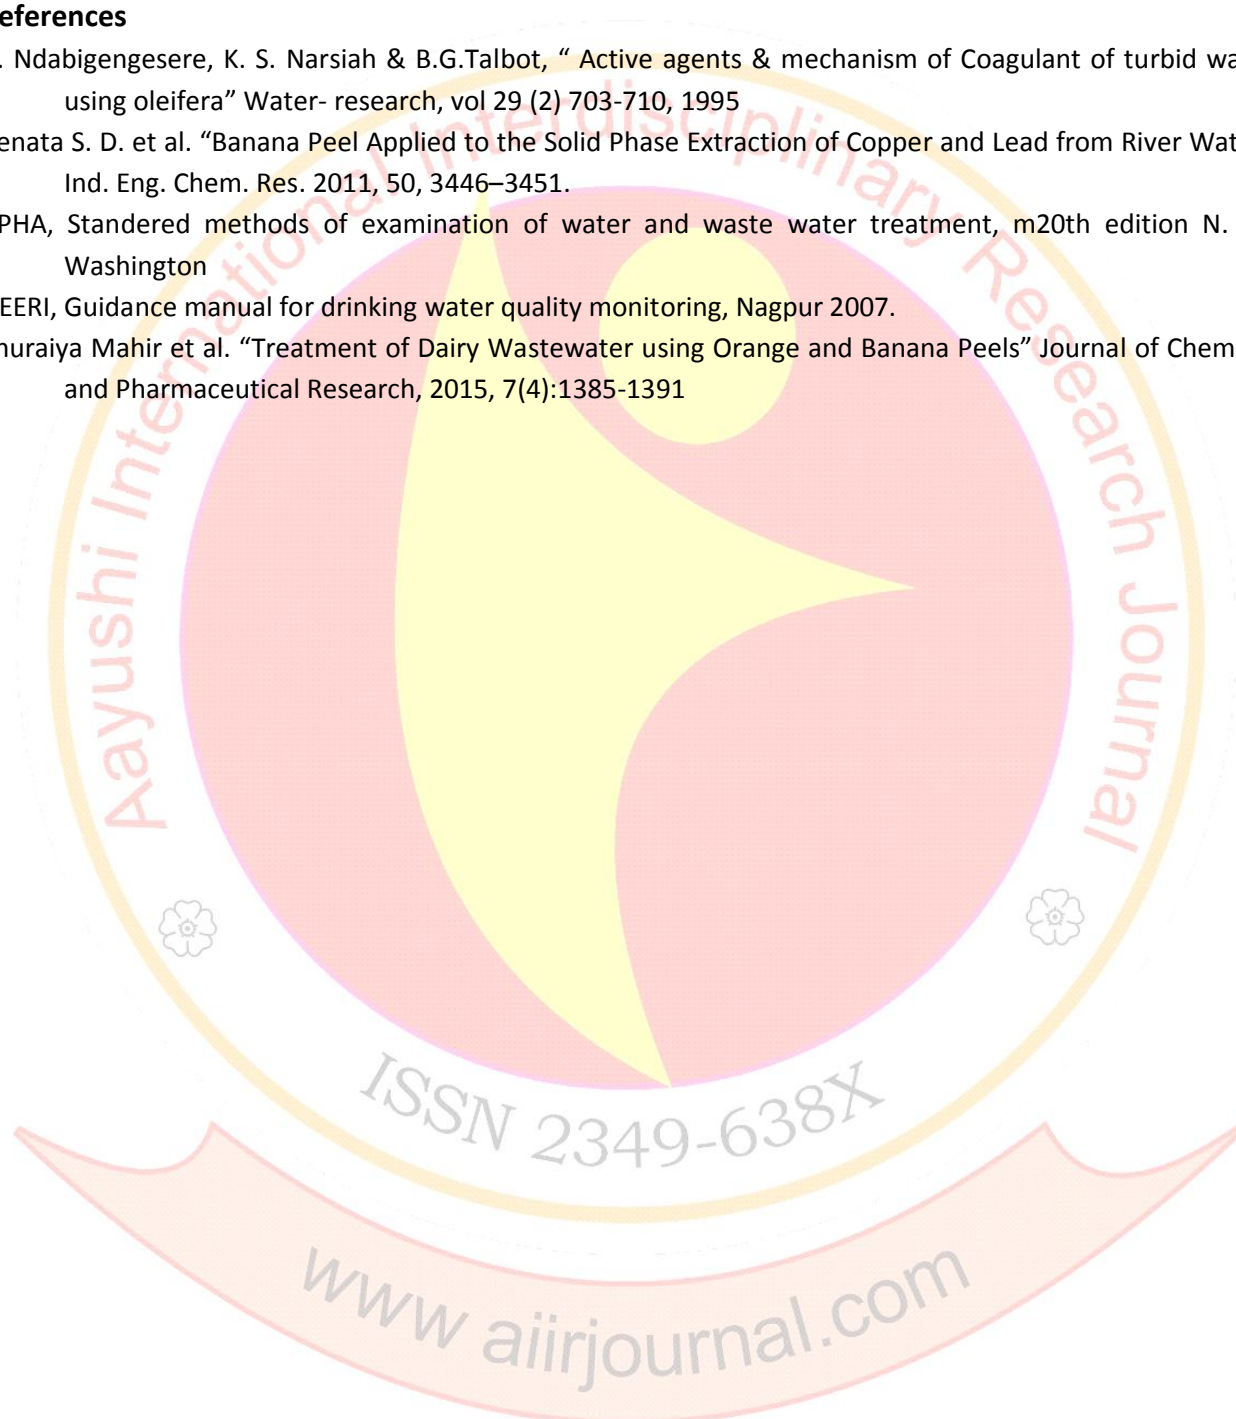 eferences
. Ndabigengesere, K. S. Narsiah & B.G.Talbot, “ Active agents & mechanism of Coagulant of turbid wa
using oleifera” Water- research, vol 29 (2) 703-710, 1995
enata S. D. et al. “Banana Peel Applied to the Solid Phase Extraction of Copper and Lead from River Wat
Ind. Eng. Chem. Res. 2011, 50, 3446–3451.
PHA, Standered methods of examination of water and waste water treatment, m20th edition N.
Washington
EERI, Guidance manual for drinking water quality monitoring, Nagpur 2007.
huraiya Mahir et al. “Treatment of Dairy Wastewater using Orange and Banana Peels” Journal of Chem
and Pharmaceutical Research, 2015, 7(4):1385-1391
Aayushi International Interdisciplinary Research Journal
ISSN 2349-638X
www aiirjournal.com